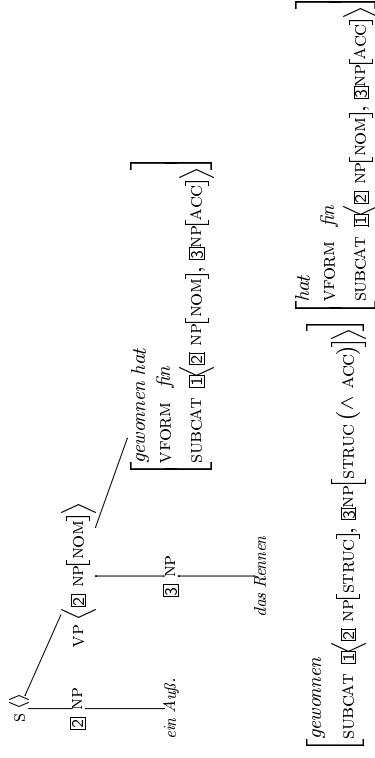 S ⟨⟩
2 NP
VP ⟨ 2 NP[NOM]⟩
ein Auß.
3 NP
gewonnen hat
VFORM fin
SUBCAT 1⟨ 2 NP[NOM], 3NP[ACC]⟩
das Rennen
gewonnen
SUBCAT 1⟨ 2 NP[STRUC], 3NP[STRUC (∧ ACC)]⟩
hat
VFORM fin
SUBCAT 1⟨ 2 NP[NOM], 3NP[ACC]⟩